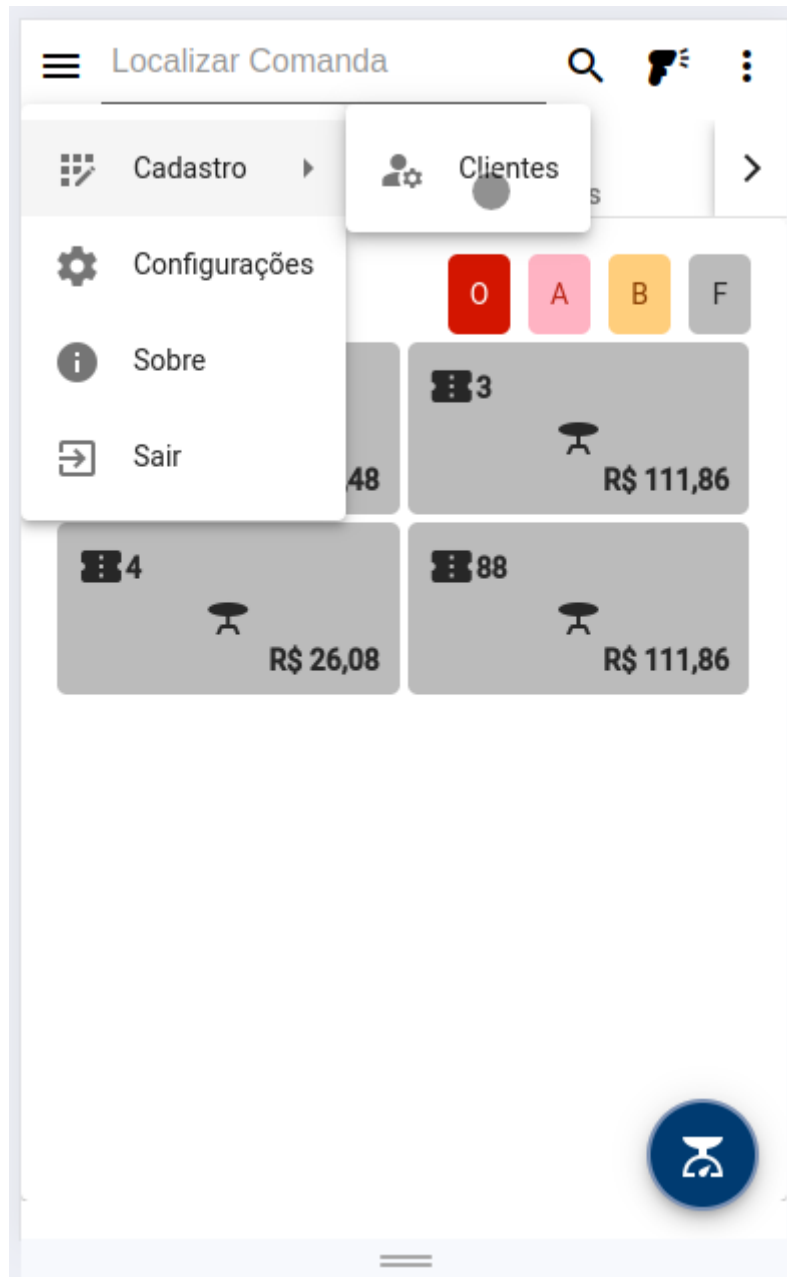 Localizar Comanda
Cadastro
Clientes
s
Configurações
O A B F
Sobre
3
Sair
,48
R$ 111,86
4
88
R$ 26,08
R$ 111,86